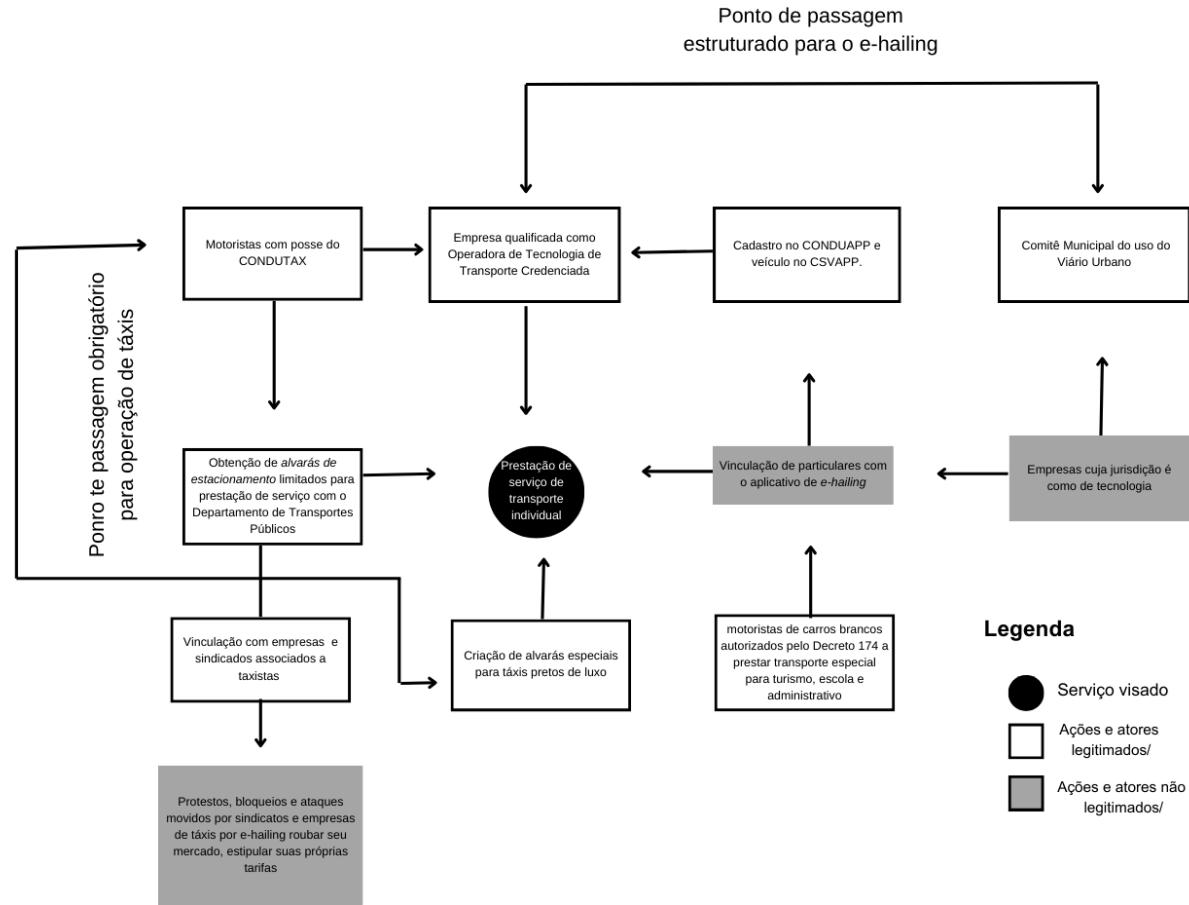 Ponto de passagem
estruturado para o e-hailing
Ponro te passagem obrigatório
para operação de táxis
Motoristas com posse do
CONDUTAX
Empresa qualificada como
Operadora de Tecnologia de
Transporte Credenciada
Cadastro no CONDUAPP e
veículo no CSVAPP.
Comitê Municipal do uso do
Viário Urbano
Obtenção de alvarás de
estacionamento limitados para
prestação de serviço com o
Departamento de Transportes
Públicos
Prestação de
serviço de
transporte
individual
Vinculação de particulares com
o aplicativo de e-hailing
Empresas cuja jurisdição é
como de tecnologia
Vinculação com empresas e
sindicados associados a
taxistas
Criação de alvarás especiais
para táxis pretos de luxo
motoristas de carros brancos
autorizados pelo Decreto 174 a
prestar transporte especial
para turismo, escola e
administrativo
Protestos, bloqueios e ataques
movidos por sindicatos e empresas
de táxis por e-hailing roubar seu
mercado, estipular suas próprias
tarifas
Legenda
Serviço visado
Ações e atores
legitimados/
Ações e atores não
legitimados/